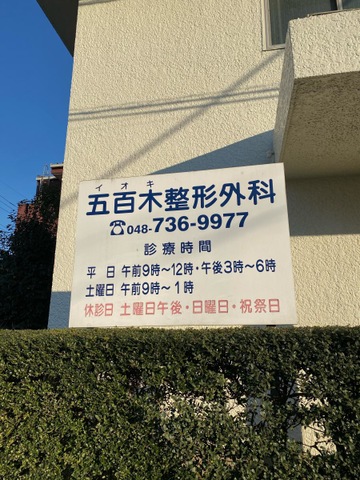 イオキ
五百木整形外科
☎048-736-9977
診療時間
平 日 午前9時～12時・午後3時～6時
土曜日 午前9時～1時
休診日 土曜日午後・日曜日・祝祭日